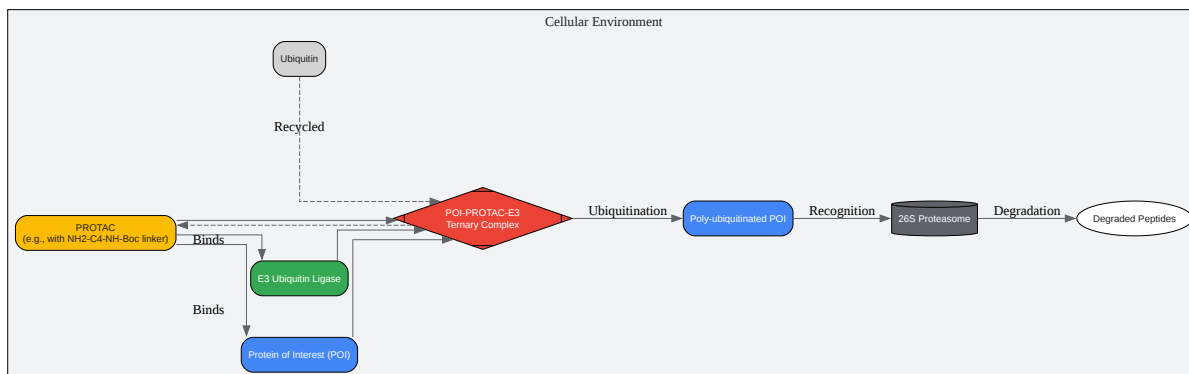 Cellular Environment
Ubiquitin
Recycled
POI-PROTAC-E3
Ternary Complex
Ubiquitination
Poly-ubiquitinated POI
Recognition
26S Proteasome
Degradation
Degraded Peptides
PROTAC
(e.g., with NH2-C4-NH-Boc linker)
Binds
E3 Ubiquitin Ligase
Binds
Protein of Interest (POI)